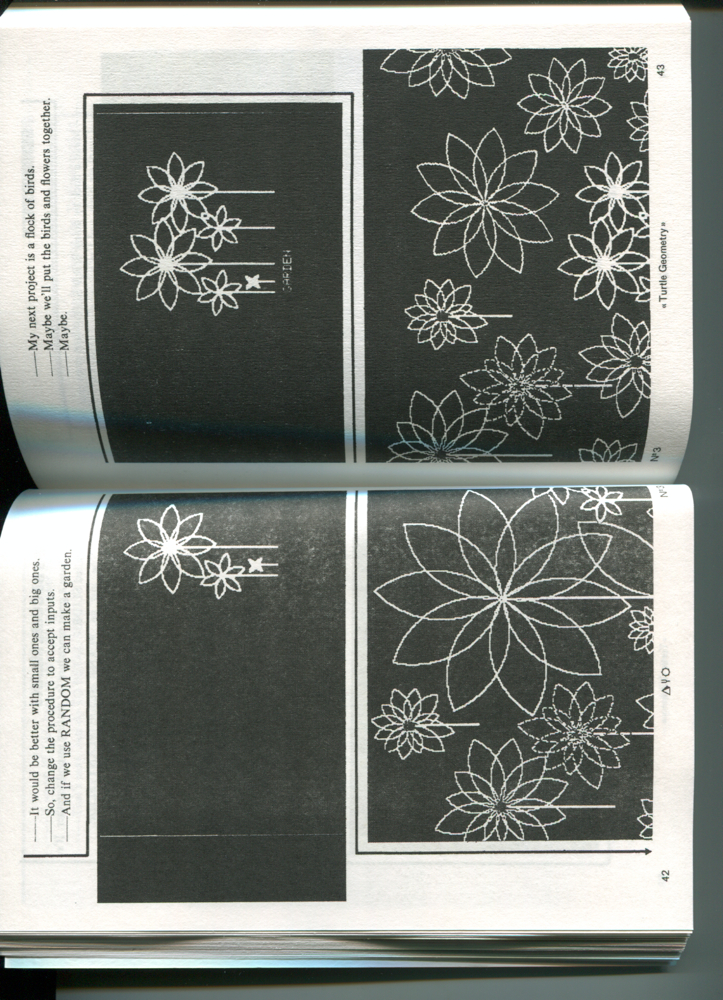 ——It would be better with small ones and big ones.
——So, change the procedure to accept inputs.
——And if we use RANDOM we can make a garden.
42
——My next project is a flock of birds.
——Maybe we'll put the birds and flowers together.
——Maybe.
GARDEN
« Turtle Geometry »
43
Nº3